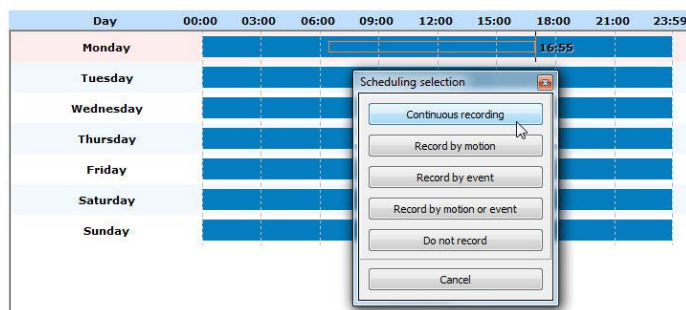 Day 00:00 03:00 06:00 09:00 12:00 15:00 18:00 21:00 23:59
Monday 16:55
Tuesday
Wednesday
Thursday
Friday
Saturday
Sunday
Scheduling selection
Continuous recording
Record by motion
Record by event
Record by motion or event
Do not record
Cancel